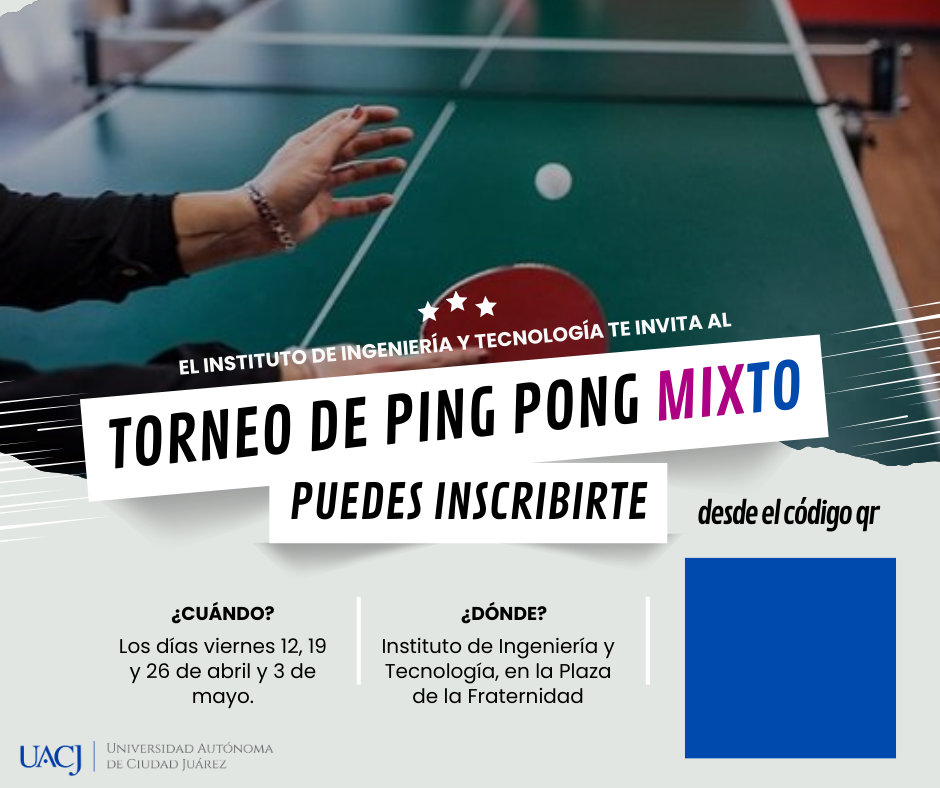 EL INSTITUTO DE INGENIERÍA Y TECNOLOGÍA TE INVITA AL
TORNEO DE PING PONG MIXTO
PUEDES INSCRIBIRTE
desde el código qr
¿CUÁNDO?
Los días viernes 12, 19
y 26 de abril y 3 de
mayo.
¿DÓNDE?
Instituto de Ingeniería y
Tecnología, en la Plaza
de la Fraternidad
UACJ
UNIVERSIDAD AUTÓNOMA
DE CIUDAD JUÁREZ